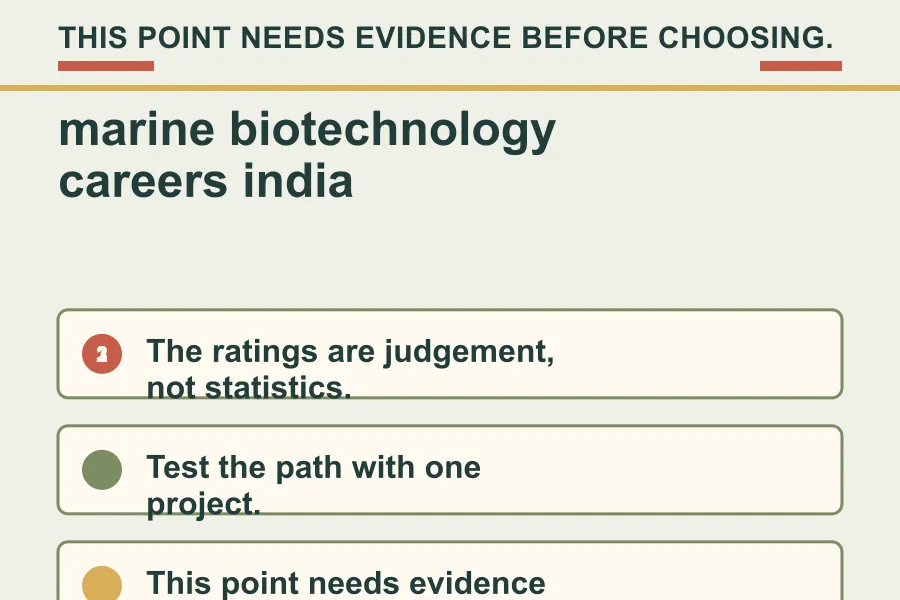 THIS POINT NEEDS EVIDENCE BEFORE CHOOSING.
marine biotechnology
careers india
The ratings are judgement,
not statistics.
Test the path with one
project.
This point needs evidence